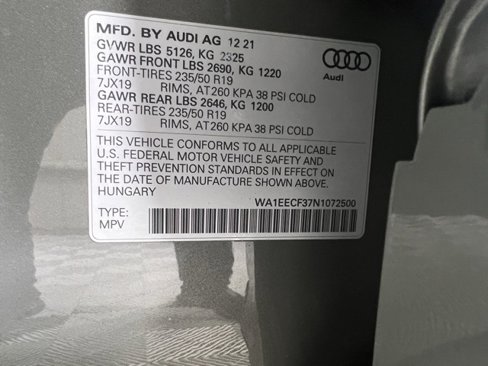 MFD. BY AUDI AG 12 21
GVWR LBS 5126, KG 2325
GAWR FRONT LBS 2690, KG 1220
FRONT-TIRES 235/50 R19
7JX19 RIMS, AT260 KPA 38 PSI COLD
GAWR REAR LBS 2646, KG 1200
REAR-TIRES 235/50 R19
7JX19 RIMS, AT260 KPA 38 PSI COLD
Audi
THIS VEHICLE CONFORMS TO ALL APPLICABLE
U.S. FEDERAL MOTOR VEHICLE SAFETY AND
THEFT PREVENTION STANDARDS IN EFFECT ON
THE DATE OF MANUFACTURE SHOWN ABOVE.
HUNGARY
WA1EECF37N1072500
TYPE:
MPV